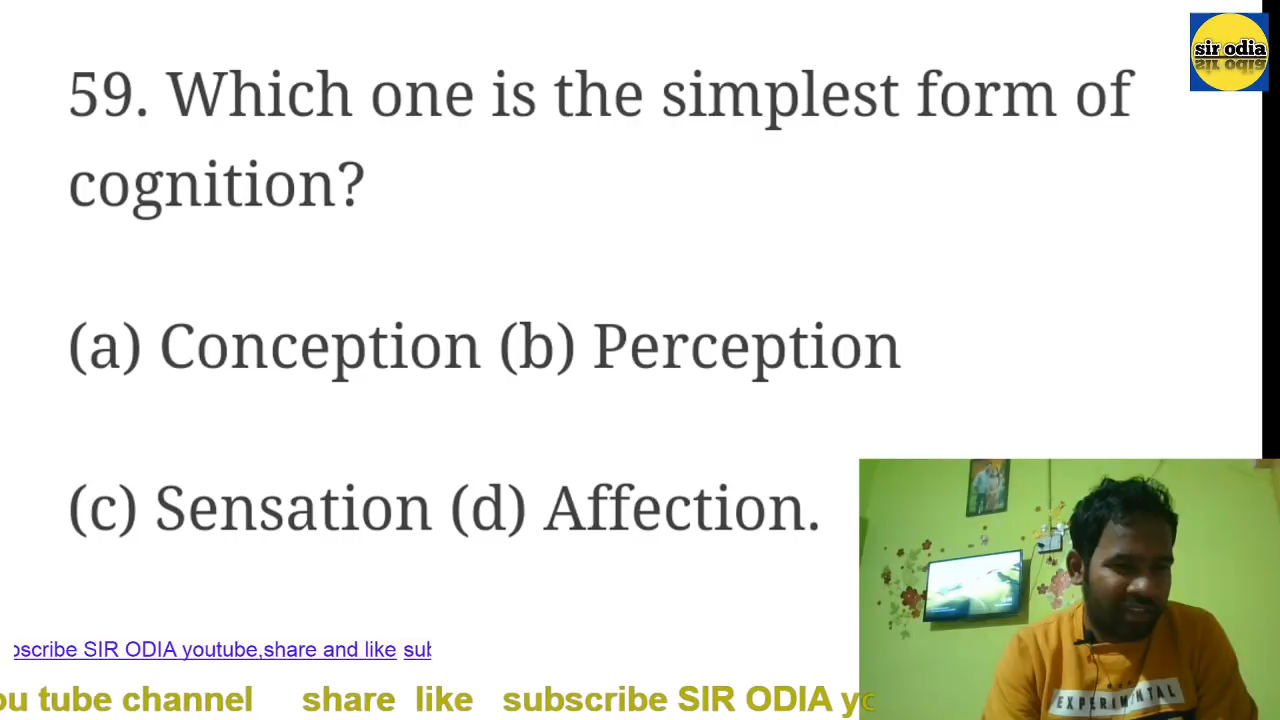 sir odia
59. Which one is the simplest form of
cognition?
(a) Conception (b) Perception
(c) Sensation (d) Affection.
EXPERIMENTAL
SIR ODIA youtube,share and like
tube channel share like subscribe SIR ODIA